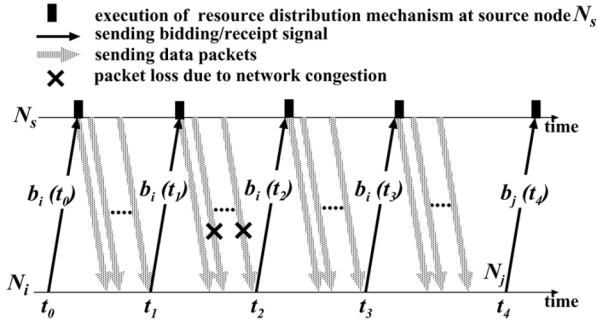 execution of resource distribution mechanism at source node Ns
sending bidding/receipt signal
sending data packets
packet loss due to network congestion
Ns
time
bi (t0)
....
bi (t1)
....
bi (t2)
....
bi (t3)
....
bj (t4)
Ni
Nj
t0
t1
t2
t3
t4
time